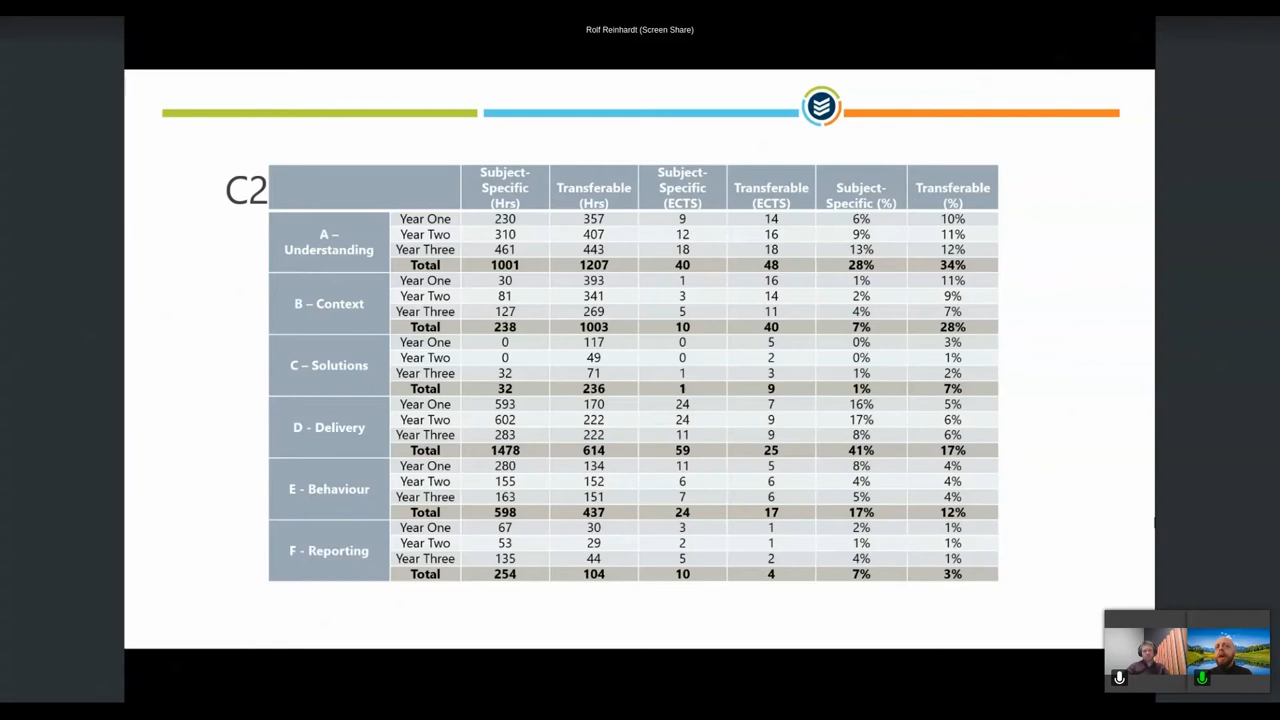 Rolf Reinhardt (Screen Share)
C2
Subject-Specific (Hrs) Transferable (Hrs) Subject-Specific (ECTS) Transferable (ECTS) Subject-Specific (%) Transferable (%)
A – Understanding
Year One 230 357 9 14 6% 10%
Year Two 310 407 12 16 9% 11%
Year Three 461 443 18 18 13% 12%
Total 1001 1207 40 48 28% 34%
B – Context
Year One 30 393 1 16 1% 11%
Year Two 81 341 3 14 2% 9%
Year Three 127 269 5 11 4% 7%
Total 238 1003 10 40 7% 28%
C – Solutions
Year One 0 117 0 5 0% 3%
Year Two 0 49 0 2 0% 1%
Year Three 32 71 1 3 1% 2%
Total 32 236 1 9 1% 7%
D - Delivery
Year One 593 170 24 7 16% 5%
Year Two 602 222 24 9 17% 6%
Year Three 283 222 11 9 8% 6%
Total 1478 614 59 25 41% 17%
E - Behaviour
Year One 280 134 11 5 8% 4%
Year Two 155 152 6 6 4% 4%
Year Three 163 151 7 6 5% 4%
Total 598 437 24 17 17% 12%
F - Reporting
Year One 67 30 3 1 2% 1%
Year Two 53 29 2 1 1% 1%
Year Three 135 44 5 2 4% 1%
Total 254 104 10 4 7% 3%